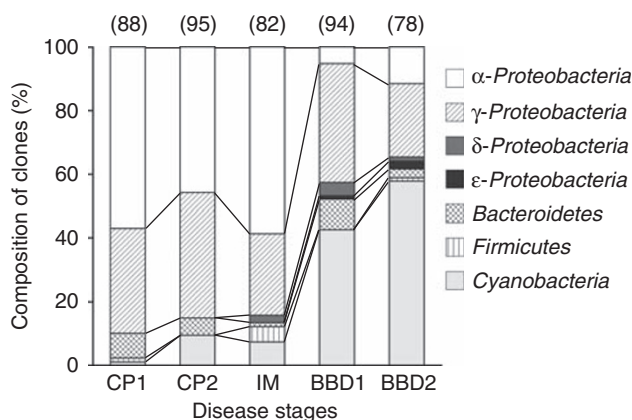 (88) (95) (82) (94) (78)
100
80
60
40
20
0
Composition of clones (%)
CP1 CP2 IM BBD1 BBD2
Disease stages
α-Proteobacteria
γ-Proteobacteria
δ-Proteobacteria
ε-Proteobacteria
Bacteroidetes
Firmicutes
Cyanobacteria